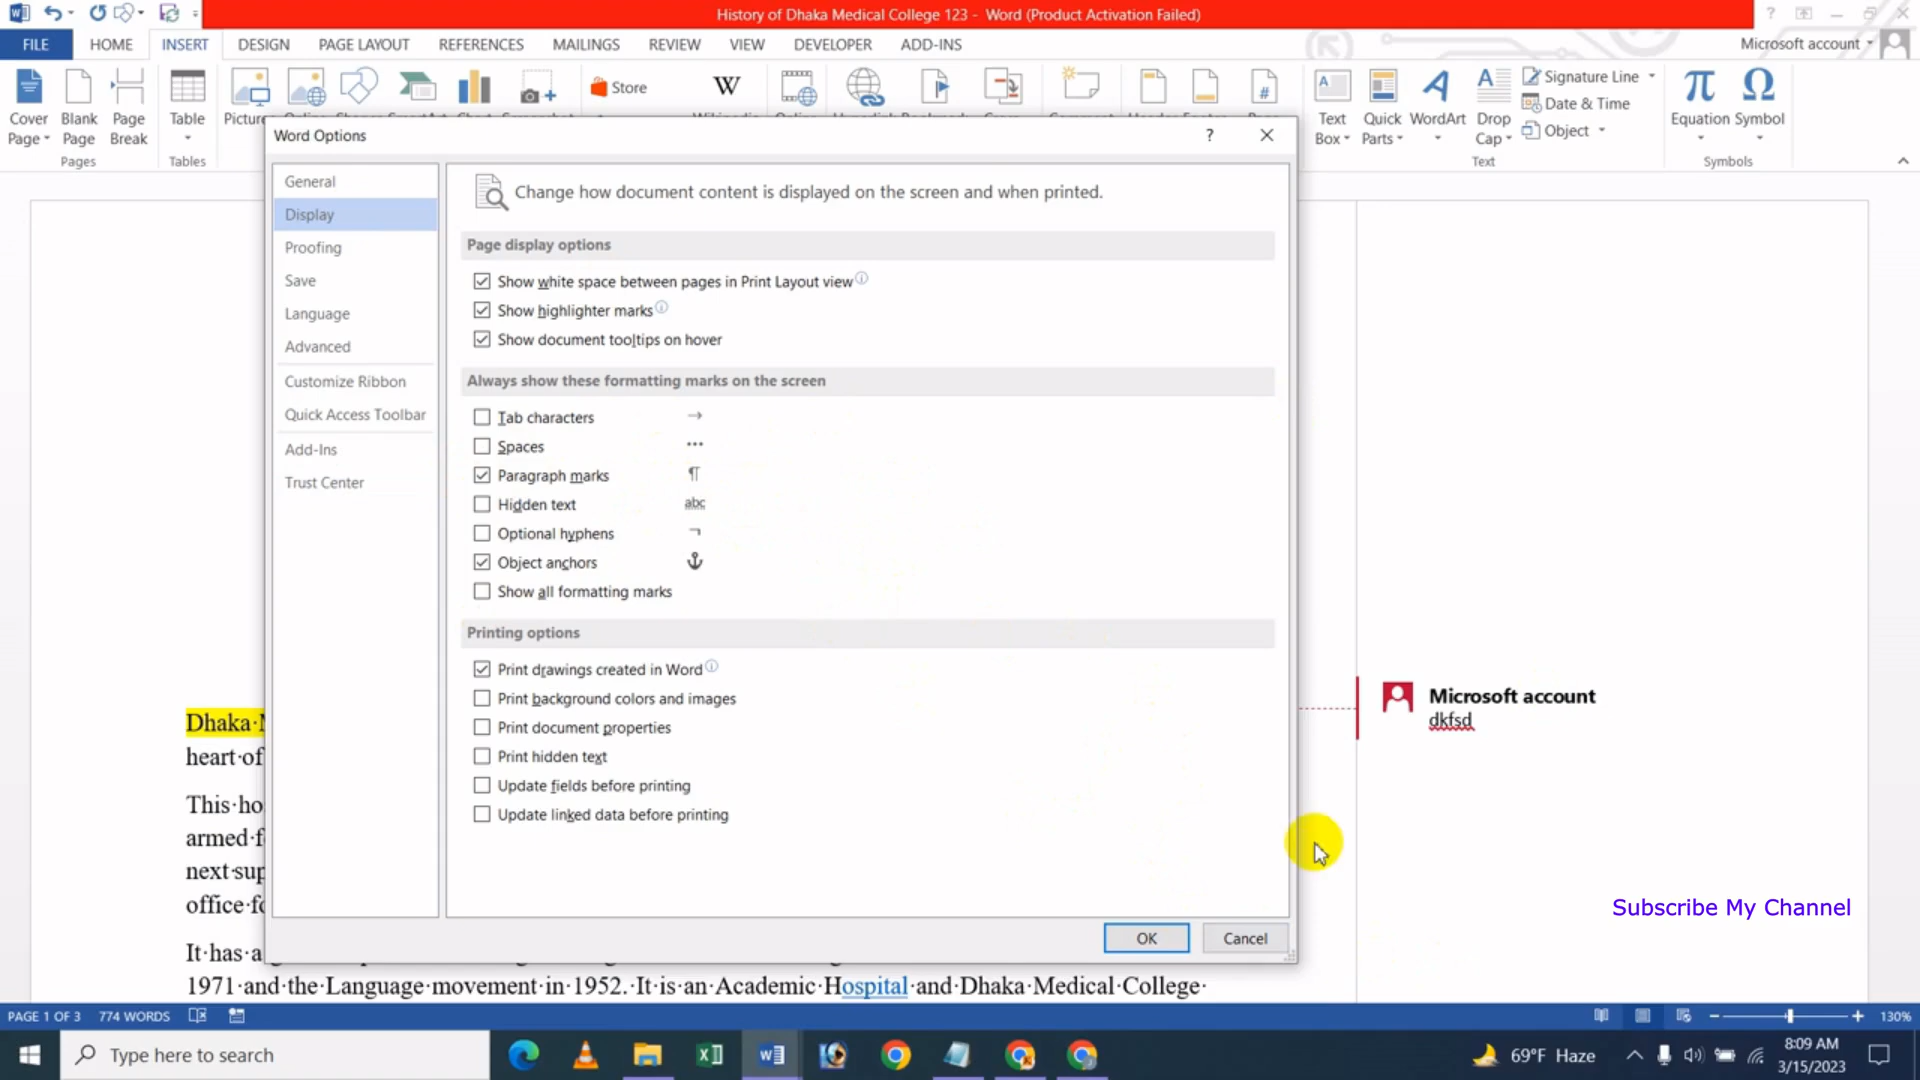 History of Dhaka Medical College 123 - Word (Product Activation Failed)
FILE HOME INSERT DESIGN PAGE LAYOUT REFERENCES MAILINGS REVIEW VIEW DEVELOPER ADD-INS Microsoft account
Cover Page
Blank Page
Page Break
Table
Store
Text Box
Quick Parts
WordArt
Drop Cap
Signature Line
Date & Time
Object
Equation
Symbol
Pages
Tables
Text
Symbols
Word Options
General
Display
Proofing
Save
Language
Advanced
Customize Ribbon
Quick Access Toolbar
Add-Ins
Trust Center
Change how document content is displayed on the screen and when printed.
Page display options
Show white space between pages in Print Layout view
Show highlighter marks
Show document tooltips on hover
Always show these formatting marks on the screen
Tab characters →
Spaces •••
Paragraph marks ¶
Hidden text abc
Optional hyphens ¬
Object anchors
Show all formatting marks
Printing options
Print drawings created in Word
Print background colors and images
Print document properties
Print hidden text
Update fields before printing
Update linked data before printing
OK Cancel
Microsoft account
dkfsd
Subscribe My Channel
Dhaka·
heart·of
This·ho
armed·f
next·sup
office·fo
It·has·a
1971·and·the·Language·movement·in·1952.·It·is·an·Academic·Hospital·and·Dhaka·Medical·College·
PAGE 1 OF 3 774 WORDS 130%
Type here to search
69°F Haze
8:09 AM
3/15/2023